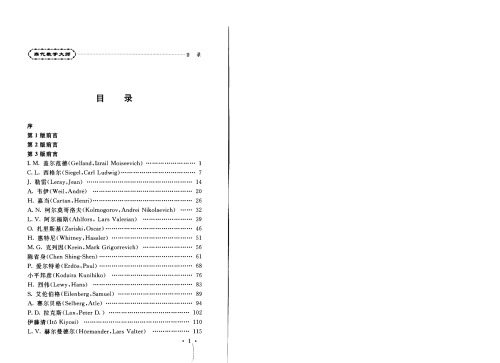 当代数学大师 目 录
目 录
序
第1版前言
第2版前言
第3版前言
I. M. 盖尔范德(Gelfand,Izrail Moiseevich) …………………… 1
C. L. 西格尔(Siegel,Carl Ludwig)…………………………… 7
J. 勒雷(Leray,Jean) ………………………………………… 14
A. 韦伊(Weil,André) ……………………………………… 20
H. 嘉当(Cartan,Henri)……………………………………… 26
A. N. 柯尔莫哥洛夫(Kolmogorov,Andrei Nikolaevich) …… 32
L. V. 阿尔福斯(Ahlfors, Lars Valerian) …………………… 39
O. 扎里斯基(Zariski,Oscar)………………………………… 46
H. 惠特尼(Whitney,Hassler) ……………………………… 51
M. G. 克列因(Krein,Mark Grigorrevich) ………………… 56
陈省身(Chen Shing-Shen) …………………………………… 61
P. 爱尔特希(Erdös,Paul)…………………………………… 68
小平邦彦(Kodaira Kunihiko) ……………………………… 76
H. 烈伟(Lewy,Hans) ……………………………………… 83
S. 艾伦伯格(Eilenberg,Samuel) …………………………… 89
A. 赛尔贝格(Selberg,Atle) ………………………………… 94
P. D. 拉克斯(Lax,Peter D. ) ……………………………… 102
伊藤清(Itô Kiyosi) ………………………………………… 110
L. V. 赫尔曼德尔(Hörmander,Lars Valter) ……………… 115
• 1 •